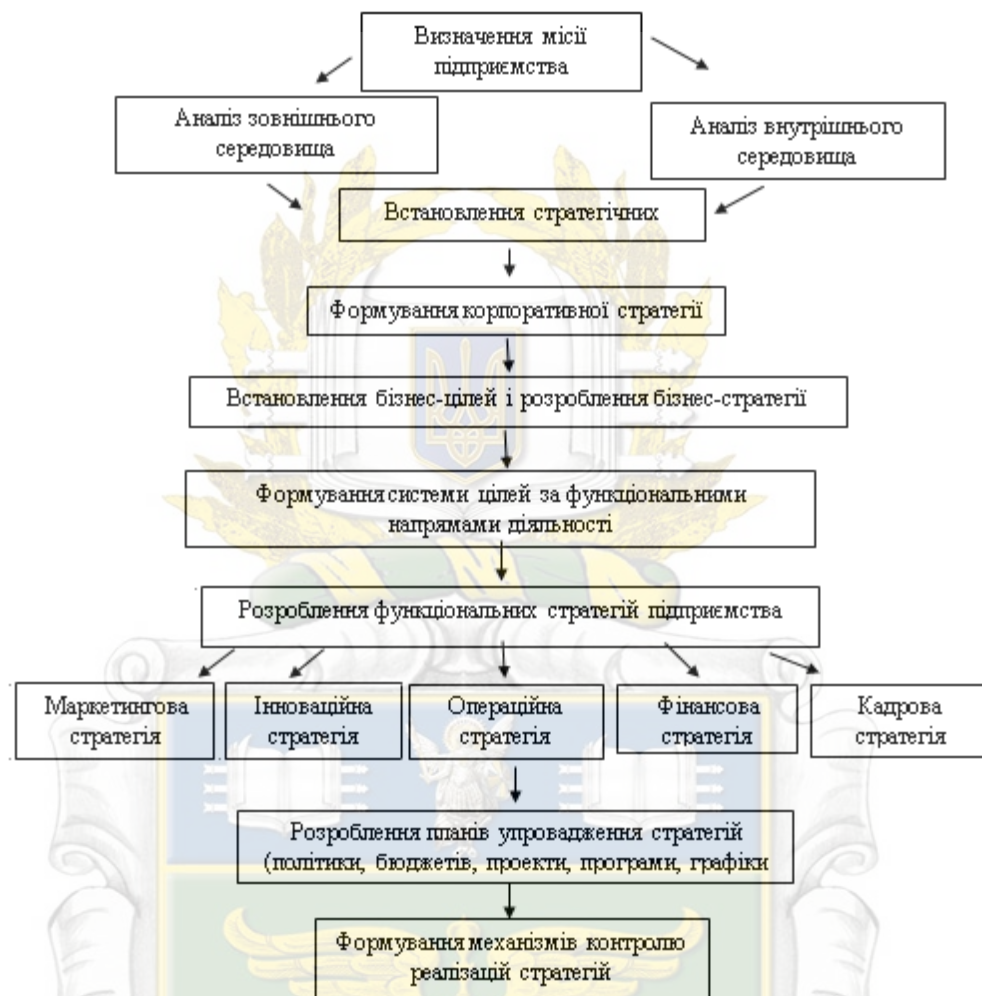 Визначення місії
підприємства
Аналіз зовнішнього
середовища
Аналіз внутрішнього
середовища
Встановлення стратегічних
Формування корпоративної стратегії
Встановлення бізнес-цілей і розроблення бізнес-стратегії
Формування системи цілей за функціональними
напрямами діяльності
Розроблення функціональних стратегій підприємства
Маркетингова
стратегія
Інноваційна
стратегія
Операційна
стратегія
Фінансова
стратегія
Кадрова
стратегія
Розроблення планів упровадження стратегій
(політики, бюджетів, проекти, програми, графіки
Формування механізмів контролю
реалізацій стратегій